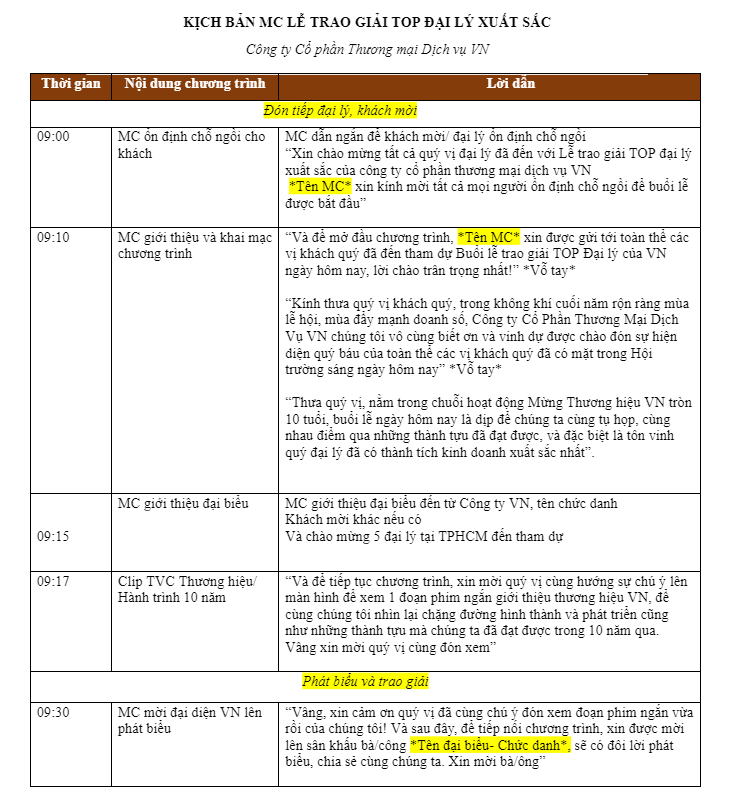 KỊCH BẢN MC LỄ TRAO GIẢI TOP ĐẠI LÝ XUẤT SẮC
Công ty Cổ phần Thương mại Dịch vụ VN
Thời gian Nội dung chương trình Lời dẫn
Đón tiếp đại lý, khách mời
09:00
MC ổn định chỗ ngồi cho
khách
MC dẫn ngắn để khách mời/ đại lý ổn định chỗ ngồi
“Xin chào mừng tất cả quý vị đại lý đã đến với Lễ trao giải TOP đại lý
xuất sắc của công ty cổ phần thương mại dịch vụ VN
*Tên MC* xin kính mời tất cả mọi người ổn định chỗ ngồi để buổi lễ
được bắt đầu”
09:10
MC giới thiệu và khai mạc
chương trình
“Và để mở đầu chương trình, *Tên MC* xin được gửi tới toàn thể các
vị khách quý đã đến tham dự Buổi lễ trao giải TOP Đại lý của VN
ngày hôm nay, lời chào trân trọng nhất!” *Vỗ tay*
“Kính thưa quý vị khách quý, trong không khí cuối năm rộn ràng mùa
lễ hội, mùa đẩy mạnh doanh số, Công ty Cổ Phần Thương Mại Dịch
Vụ VN chúng tôi vô cùng biết ơn và vinh dự được chào đón sự hiện
diện quý báu của toàn thể các vị khách quý đã có mặt trong Hội
trường sáng ngày hôm nay” *Vỗ tay*
“Thưa quý vị, nằm trong chuỗi hoạt động Mừng Thương hiệu VN tròn
10 tuổi, buổi lễ ngày hôm nay là dịp để chúng ta cùng tụ họp, cùng
nhau điểm qua những thành tựu đã đạt được, và đặc biệt là tôn vinh
quý đại lý đã có thành tích kinh doanh xuất sắc nhất”.
09:15
MC giới thiệu đại biểu
MC giới thiệu đại biểu đến từ Công ty VN, tên chức danh
Khách mời khác nếu có
Và chào mừng 5 đại lý tại TPHCM đến tham dự
09:17
Clip TVC Thương hiệu/
Hành trình 10 năm
“Và để tiếp tục chương trình, xin mời quý vị cùng hướng sự chú ý lên
màn hình để xem 1 đoạn phim ngắn giới thiệu thương hiệu VN, để
cùng chúng tôi nhìn lại chặng đường hình thành và phát triển cũng
như những thành tựu mà chúng ta đã đạt được trong 10 năm qua.
Vâng xin mời quý vị cùng đón xem”
Phát biểu và trao giải
09:30
MC mời đại diện VN lên
phát biểu
“Vâng, xin cảm ơn quý vị đã cùng chú ý đón xem đoạn phim ngắn vừa
rồi của chúng tôi! Và sau đây, để tiếp nối chương trình, xin được mời
lên sân khấu bà/công *Tên đại biểu- Chức danh*, sẽ có đôi lời phát
biểu, chia sẻ cùng chúng ta. Xin mời bà/ông”